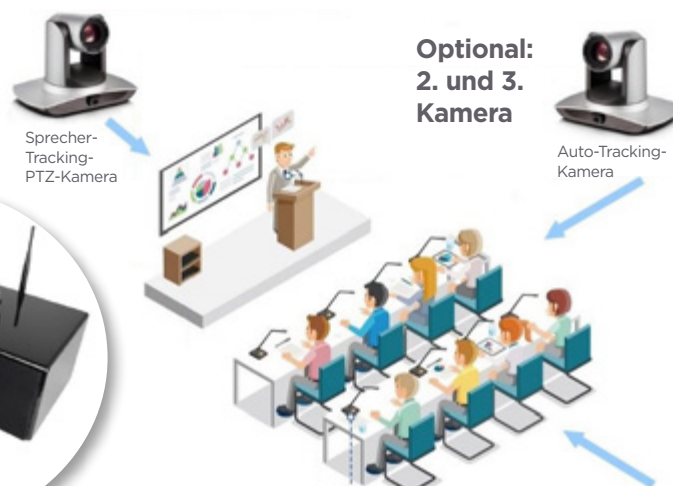 Optional:
2. und 3.
Kamera
Sprecher-
Tracking-
PTZ-Kamera
Auto-Tracking-
Kamera